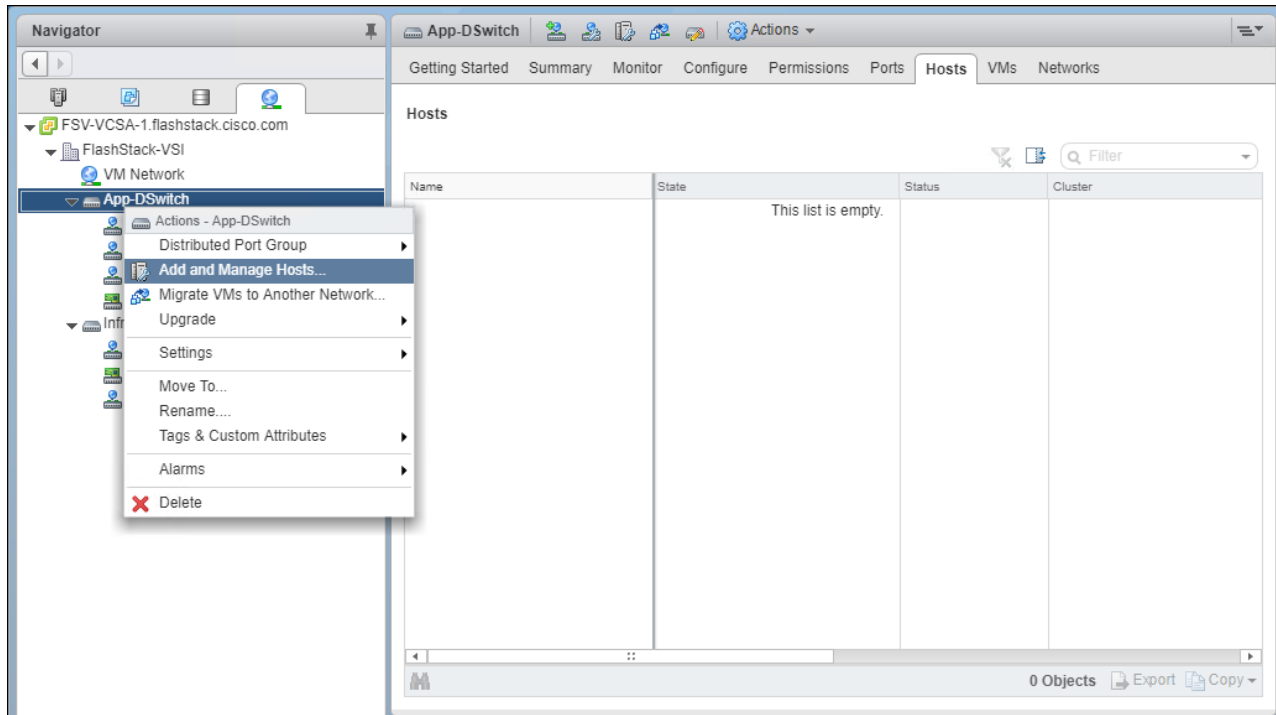 Navigator
App-DSwitch
Actions
Getting Started Summary Monitor Configure Permissions Ports Hosts VMs Networks
FSV-VCSA-1.flashstack.cisco.com
FlashStack-VSI
VM Network
App-DSwitch
Actions - App-DSwitch
Distributed Port Group
Add and Manage Hosts...
Migrate VMs to Another Network...
Upgrade
Settings
Move To...
Rename....
Tags & Custom Attributes
Alarms
Delete
Infr
Hosts
Filter
Name State Status Cluster
This list is empty.
0 Objects Export Copy